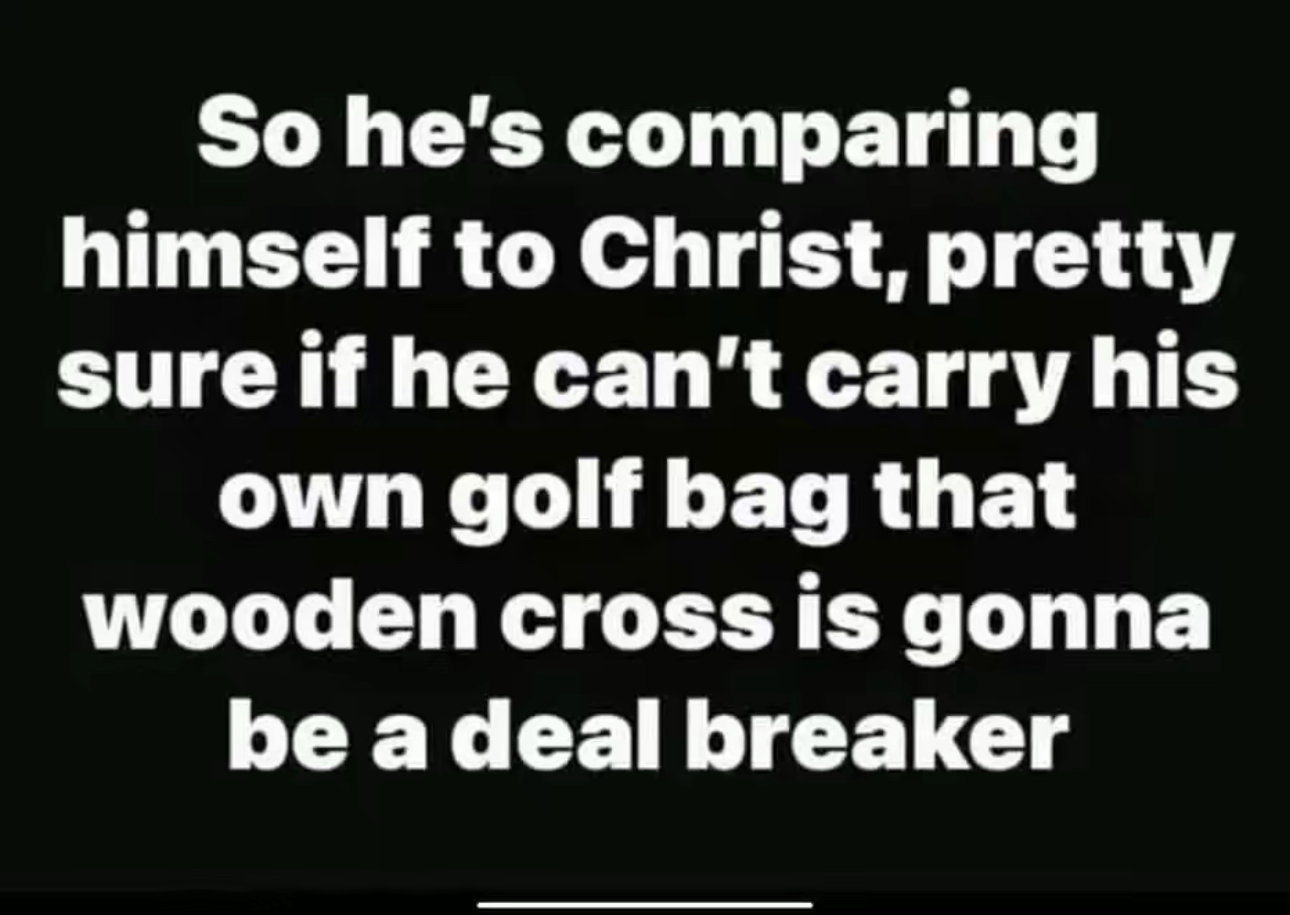 So he's comparing
himself to Christ, pretty
sure if he can't carry his
own golf bag that
wooden cross is gonna
be a deal breaker